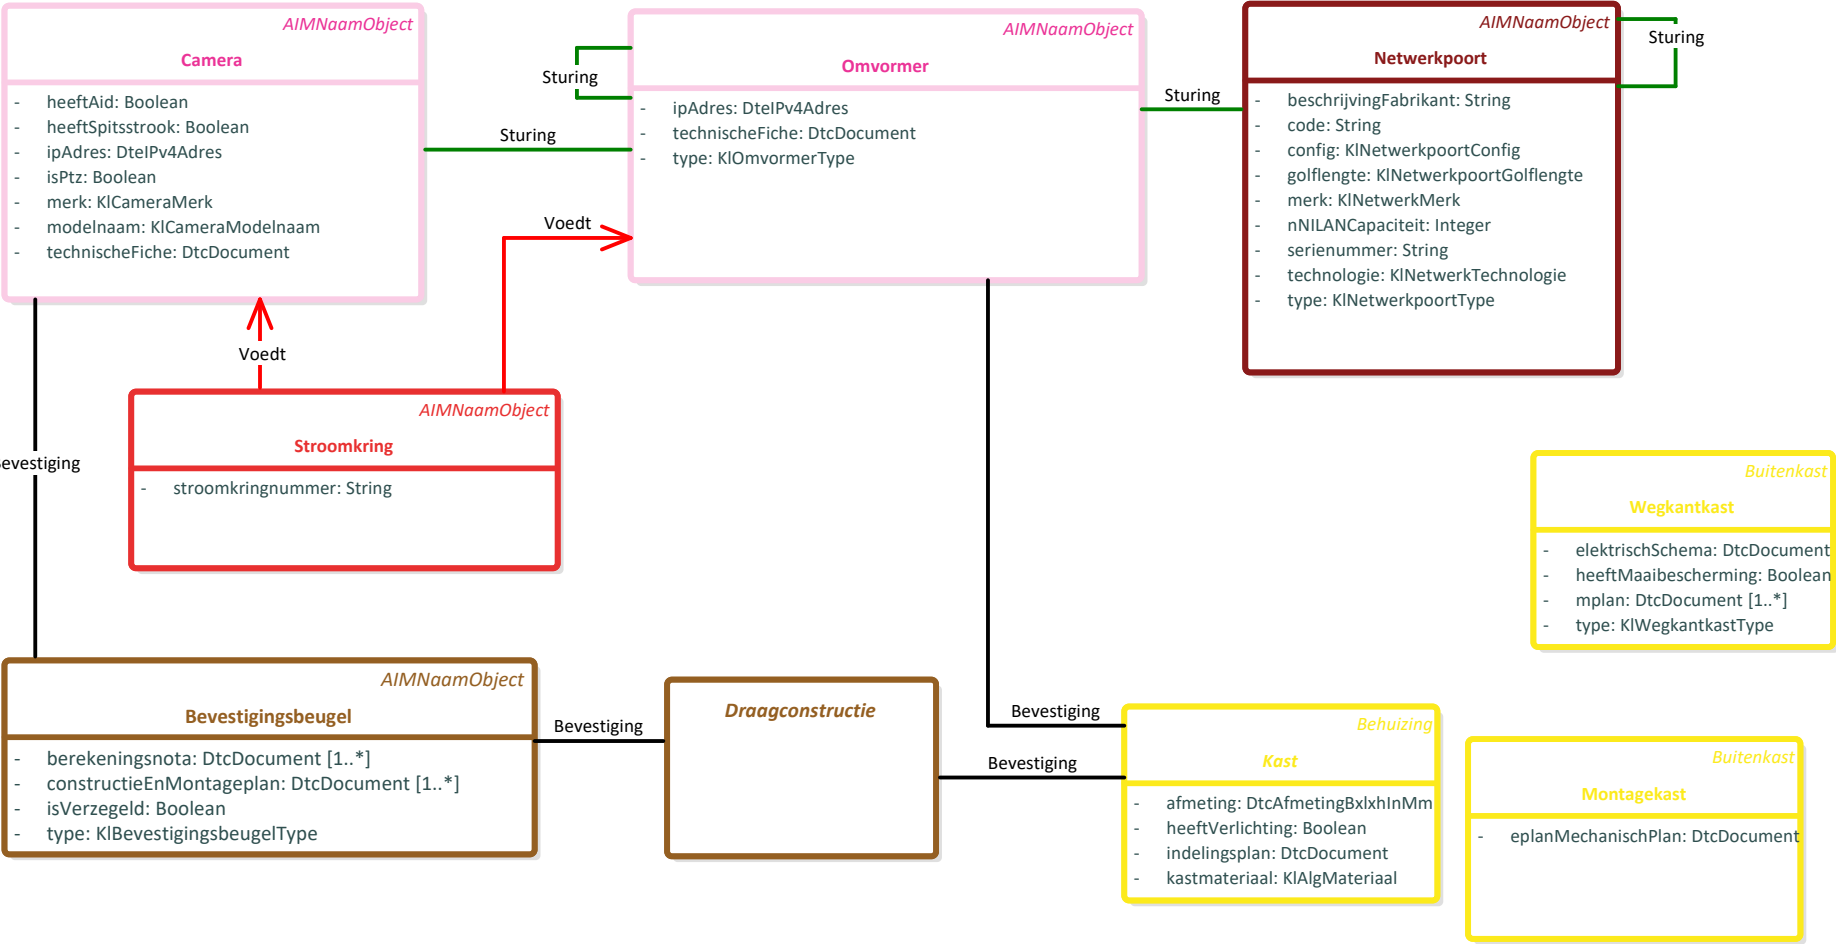 AIMNaamObject
Camera
- heeftAid: Boolean
- heeftSpitsstrook: Boolean
- ipAdres: DteIPv4Adres
- isPtz: Boolean
- merk: KlCameraMerk
- modelnaam: KlCameraModelnaam
- technischeFiche: DtcDocument
AIMNaamObject
Omvormer
- ipAdres: DteIPv4Adres
- technischeFiche: DtcDocument
- type: KlOmvormerType
AIMNaamObject
Netwerkpoort
- beschrijvingFabrikant: String
- code: String
- config: KlNetwerkpoortConfig
- golflengte: KlNetwerkpoortGolflengte
- merk: KlNetwerkMerk
- nNILANCapaciteit: Integer
- serienummer: String
- technologie: KlNetwerkTechnologie
- type: KlNetwerkpoortType
Sturing
Sturing
Sturing
Sturing
Voedt
Voedt
AIMNaamObject
Stroomkring
- stroomkringnummer: String
Bevestiging
Buitenkast
Wegkantkast
- elektrischSchema: DtcDocument
- heeftMaaibescherming: Boolean
- mplan: DtcDocument [1..*]
- type: KlWegkantkastType
AIMNaamObject
Bevestigingsbeugel
- berekeningsnota: DtcDocument [1..*]
- constructieEnMontageplan: DtcDocument [1..*]
- isVerzegeld: Boolean
- type: KlBevestigingsbeugelType
Bevestiging
Draagconstructie
Bevestiging
Bevestiging
Behuizing
Kast
- afmeting: DtcAfmetingBxlxhInMm
- heeftVerlichting: Boolean
- indelingsplan: DtcDocument
- kastmateriaal: KlAlgMateriaal
Buitenkast
Montagekast
- eplanMechanischPlan: DtcDocument